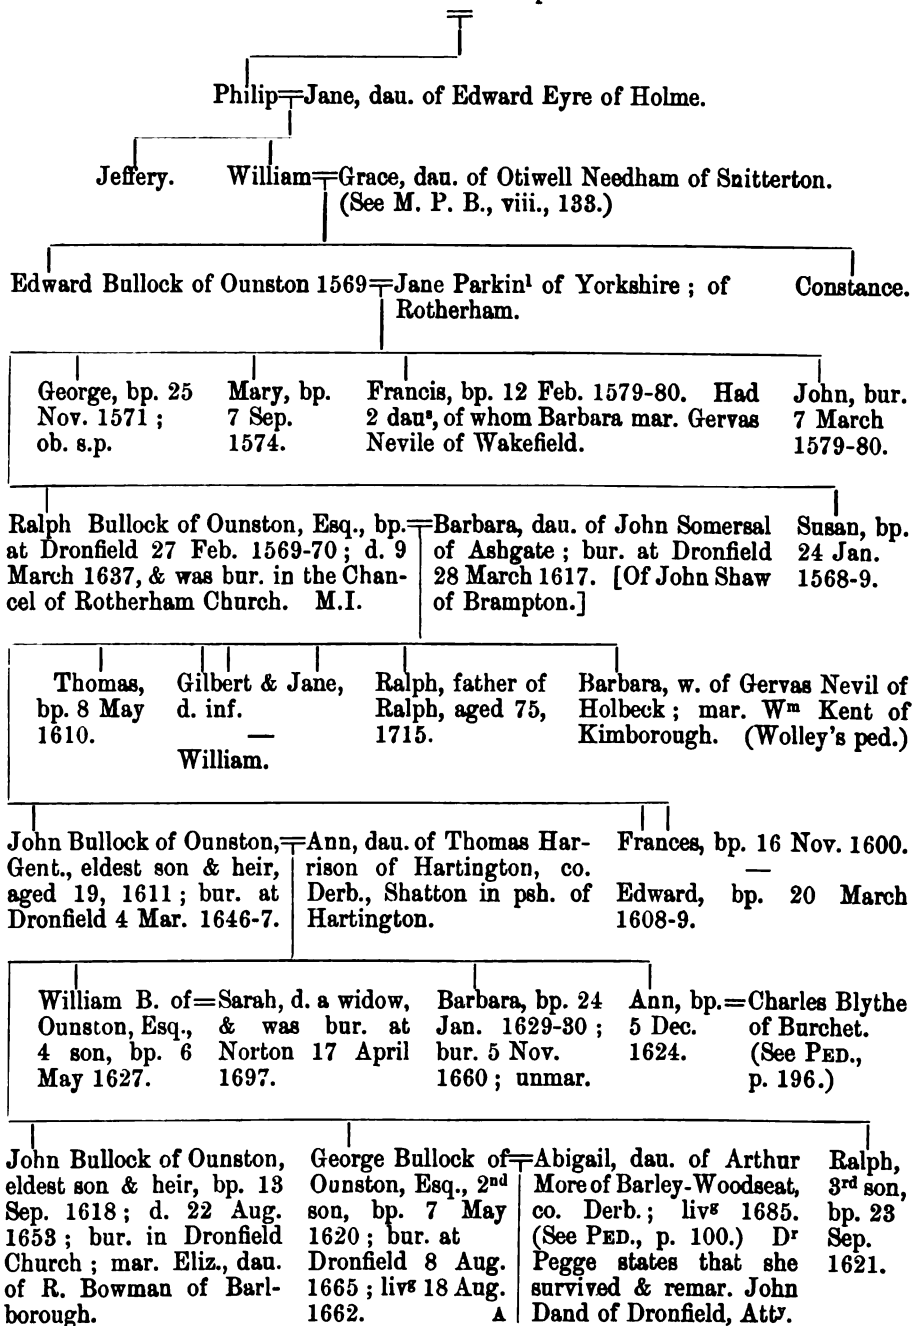 Philip=Jane, dau. of Edward Eyre of Holme.
Jeffery.
William=Grace, dau. of Otiwell Needham of Snitterton.
(See M. P. B., viii., 133.)
Edward Bullock of Ounston 1569=Jane Parkin¹ of Yorkshire ; of
Rotherham.
Constance.
George, bp. 25
Nov. 1571 ;
ob. s.p.
Mary, bp.
7 Sep.
1574.
Francis, bp. 12 Feb. 1579-80. Had
2 dauˢ, of whom Barbara mar. Gervas
Nevile of Wakefield.
John, bur.
7 March
1579-80.
Ralph Bullock of Ounston, Esq., bp.=
at Dronfield 27 Feb. 1569-70 ; d. 9
March 1637, & was bur. in the Chan-
cel of Rotherham Church. M.I.
Barbara, dau. of John Somersal
of Ashgate ; bur. at Dronfield
28 March 1617. [Of John Shaw
of Brampton.]
Susan, bp.
24 Jan.
1568-9.
Thomas,
bp. 8 May
1610.
Gilbert & Jane,
d. inf.
—
William.
Ralph, father of
Ralph, aged 75,
1715.
Barbara, w. of Gervas Nevil of
Holbeck ; mar. Wᵐ Kent of
Kimborough. (Wolley's ped.)
John Bullock of Ounston,=
Gent., eldest son & heir,
aged 19, 1611 ; bur. at
Dronfield 4 Mar. 1646-7.
Ann, dau. of Thomas Har-
rison of Hartington, co.
Derb., Shatton in psh. of
Hartington.
Frances, bp. 16 Nov. 1600.
—
Edward, bp. 20 March
1608-9.
William B. of=
Ounston, Esq.,
4 son, bp. 6
May 1627.
Sarah, d. a widow,
& was bur. at
Norton 17 April
1697.
Barbara, bp. 24
Jan. 1629-30 ;
bur. 5 Nov.
1660 ; unmar.
Ann, bp.=
5 Dec.
1624.
Charles Blythe
of Burchet.
(See PED.,
p. 196.)
John Bullock of Ounston,
eldest son & heir, bp. 13
Sep. 1618 ; d. 22 Aug.
1653 ; bur. in Dronfield
Church ; mar. Eliz., dau.
of R. Bowman of Barl-
borough.
George Bullock of=
Ounston, Esq., 2ⁿᵈ
son, bp. 7 May
1620 ; bur. at
Dronfield 8 Aug.
1665 ; livᵍ 18 Aug.
1662. A
Abigail, dau. of Arthur
More of Barley-Woodseat,
co. Derb. ; livᵍ 1685.
(See PED., p. 100.) Dʳ
Pegge states that she
survived & remar. John
Dand of Dronfield, Attʸ.
Ralph,
3ʳᵈ son,
bp. 23
Sep.
1621.